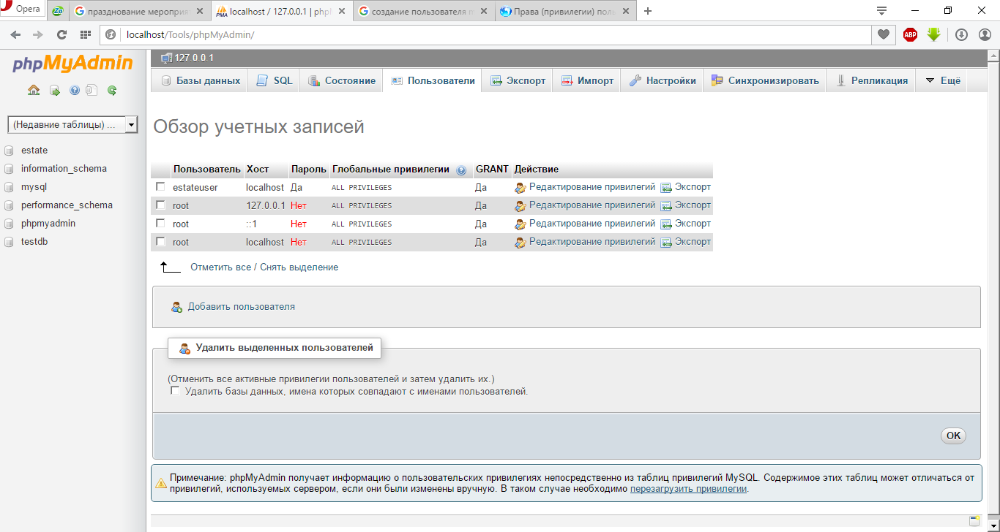 Opera
Za
празднование мероприя
localhost / 127.0.0.1 | phpM
создание пользователя m
Права (привилегии) поль
localhost/Tools/phpMyAdmin/
ABP
phpMyAdmin
127.0.0.1
Базы данных
SQL
Состояние
Пользователи
Экспорт
Импорт
Настройки
Синхронизировать
Репликация
Ещё
(Недавние таблицы) ...
estate
information_schema
mysql
performance_schema
phpmyadmin
testdb
Обзор учетных записей
Пользователь Хост Пароль Глобальные привилегии GRANT Действие
estateuser localhost Да ALL PRIVILEGES Да Редактирование привилегий Экспорт
root 127.0.0.1 Нет ALL PRIVILEGES Да Редактирование привилегий Экспорт
root ::1 Нет ALL PRIVILEGES Да Редактирование привилегий Экспорт
root localhost Нет ALL PRIVILEGES Да Редактирование привилегий Экспорт
Отметить все / Снять выделение
Добавить пользователя
Удалить выделенных пользователей
(Отменить все активные привилегии пользователей и затем удалить их.)
Удалить базы данных, имена которых совпадают с именами пользователей.
OK
Примечание: phpMyAdmin получает информацию о пользовательских привилегиях непосредственно из таблиц привилегий MySQL. Содержимое этих таблиц может отличаться от
привилегий, используемых сервером, если они были изменены вручную. В таком случае необходимо перезагрузить привилегии.